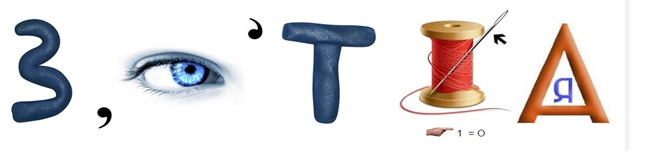 З , ’ Т А
Я
1 = О